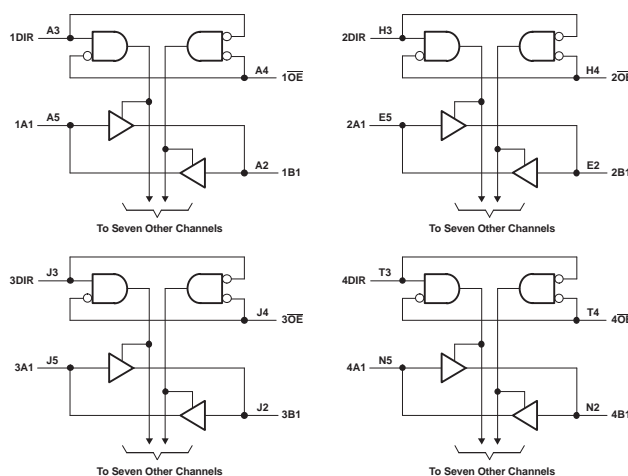 1DIR A3
A4 1OE
1A1 A5
A2 1B1
To Seven Other Channels
2DIR H3
H4 2OE
2A1 E5
E2 2B1
To Seven Other Channels
3DIR J3
J4 3OE
3A1 J5
J2 3B1
To Seven Other Channels
4DIR T3
T4 4OE
4A1 N5
N2 4B1
To Seven Other Channels